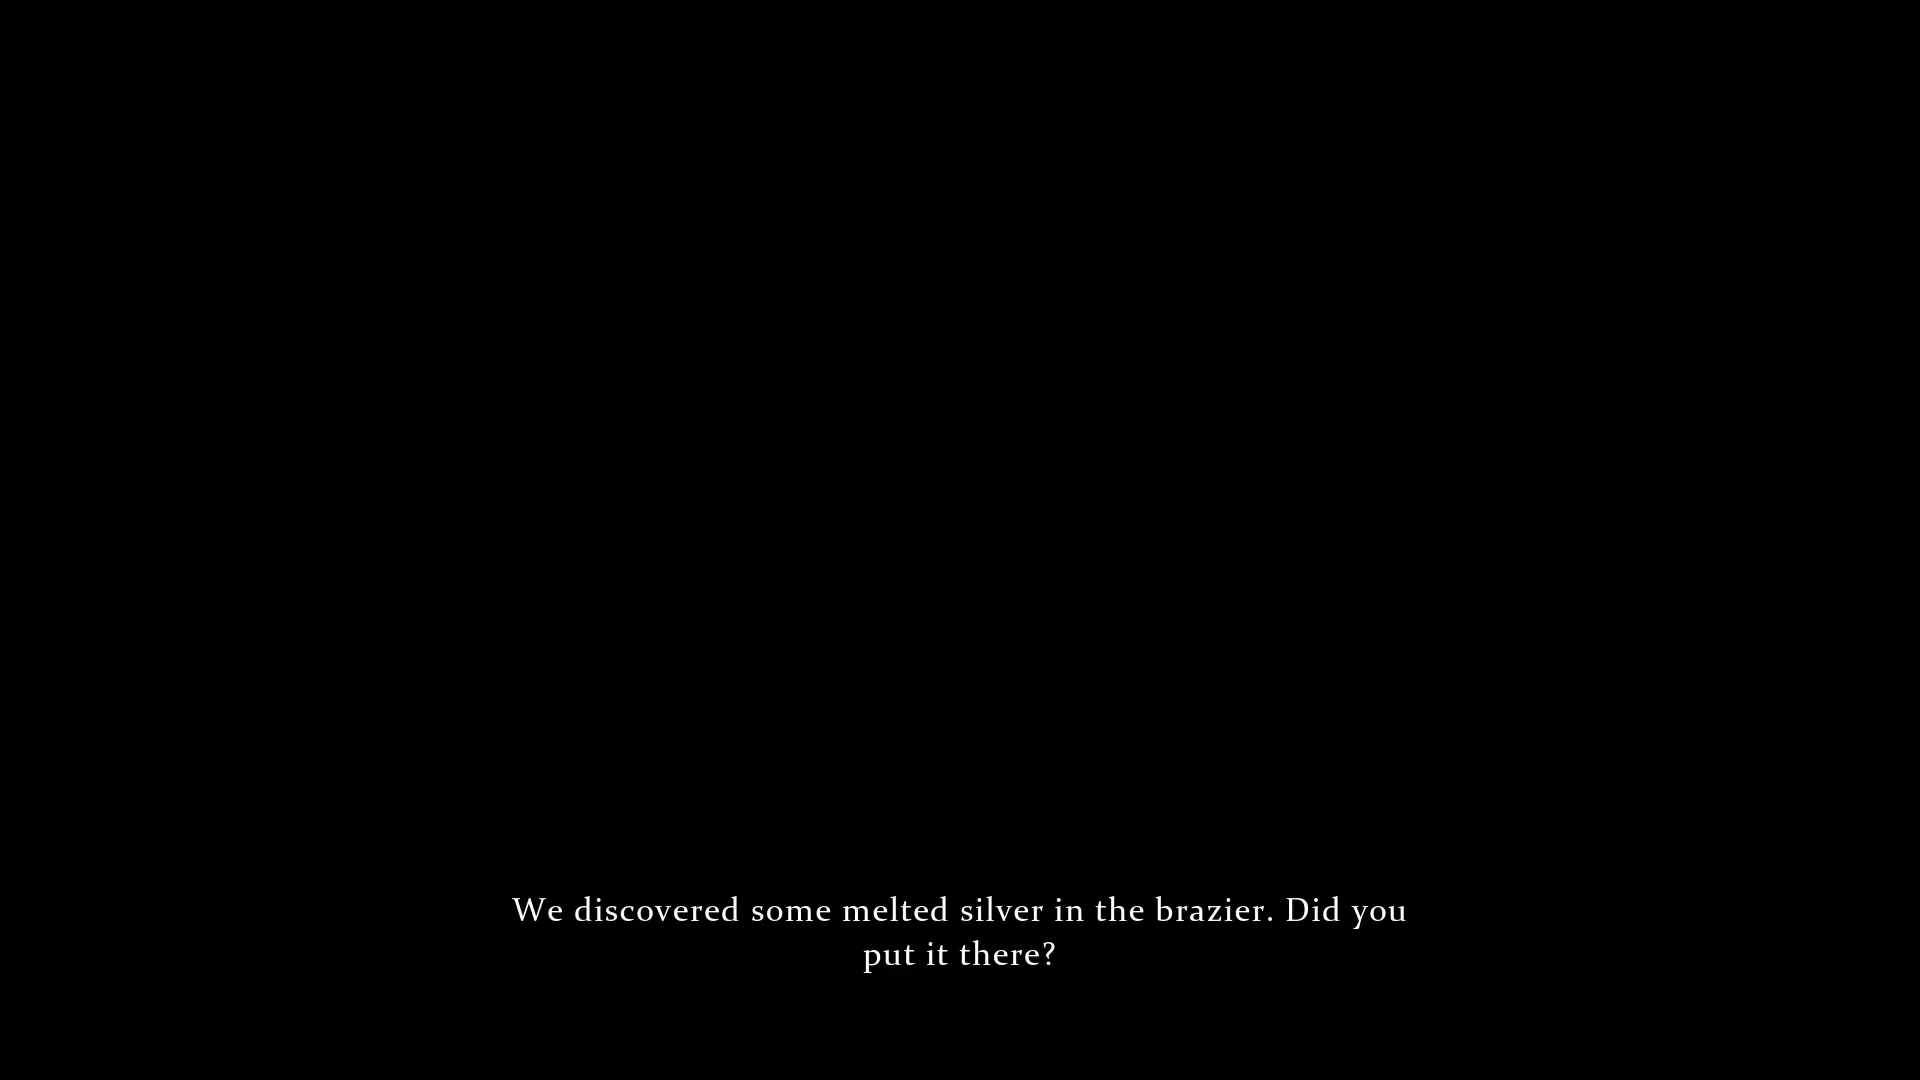 We discovered some melted silver in the brazier. Did you
put it there?